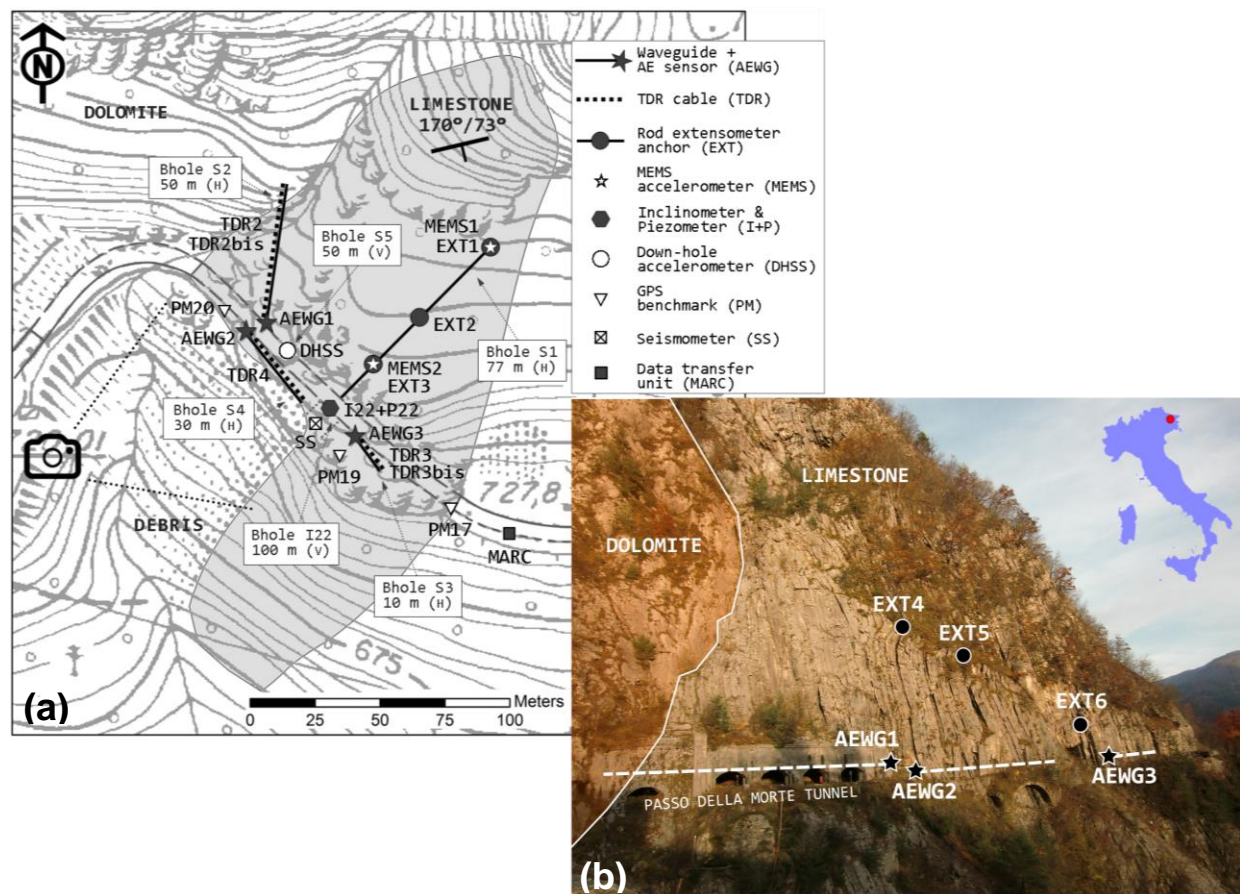 N
DOLOMITE
LIMESTONE
170°/73°
Bhole S2
50 m (H)
TDR2
TDR2bis
Bhole S5
50 m (V)
MEMS1
EXT1
PM20
AEWG1
AEWG2
43
DHSS
EXT2
Bhole S1
77 m (H)
MEMS2
EXT3
TDR4
Bhole S4
30 m (H)
I22+P22
SS
AEWG3
TDR3
TDR3bis
PM19
727,8
PM17
DEBRIS
Bhole I22
100 m (V)
MARC
Bhole S3
10 m (H)
675
(a)
0 25 50 75 100 Meters
Waveguide +
AE sensor (AEWG)
TDR cable (TDR)
Rod extensometer
anchor (EXT)
MEMS
accelerometer (MEMS)
Inclinometer &
Piezometer (I+P)
Down-hole
accelerometer (DHSS)
GPS
benchmark (PM)
Seismometer (SS)
Data transfer
unit (MARC)
LIMESTONE
DOLOMITE
EXT4
EXT5
EXT6
AEWG1
AEWG2
AEWG3
PASSO DELLA MORTE TUNNEL
(b)